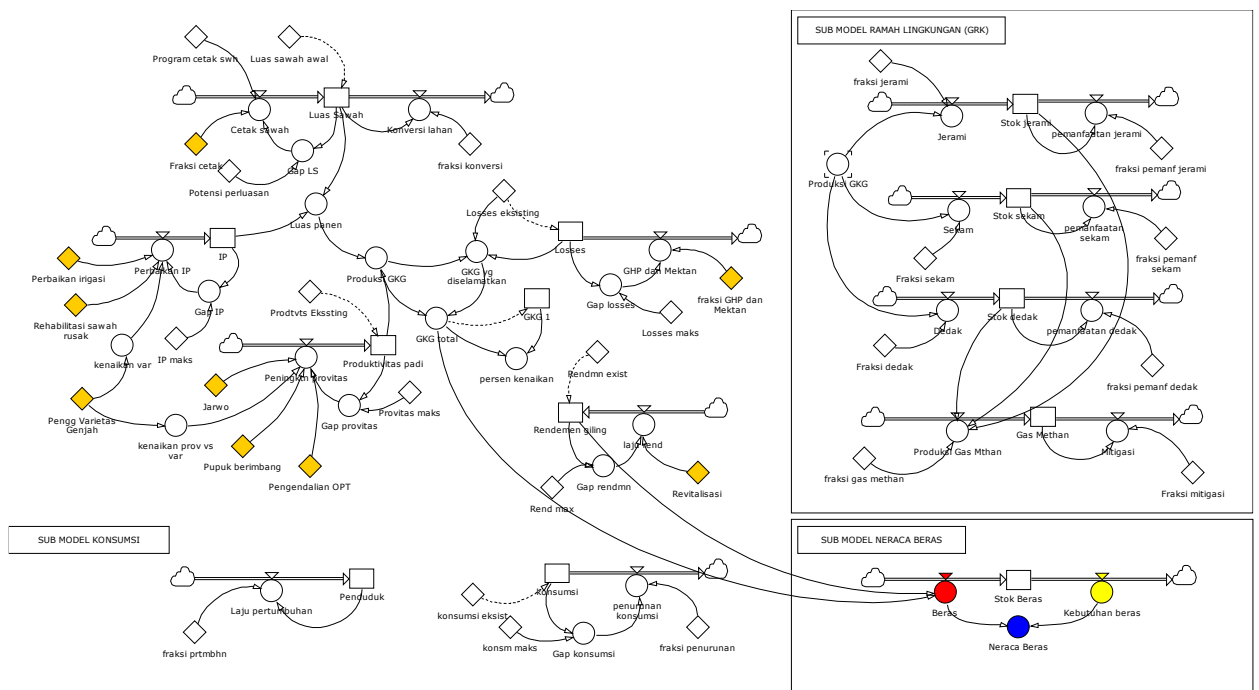 SUB MODEL RAMAH LINGKUNGAN (GRK)
Program cetak swh
Luas sawah awal
Luas Sawah
Cetak sawah
Konversi lahan
Fraksi cetak
Gap LS
fraksi konversi
Potensi perluasan
Luas panen
Losses eksisting
Losses
IP
Perbaikan IP
Perbaikan irigasi
Produksi GKG
GKG yg
diselamatkan
GHP dan Mektan
fraksi GHP dan
Mektan
Gap losses
Losses maks
Rehabilitasi sawah
rusak
Gap IP
Prodtvts Ekssting
GKG 1
GKG total
kenaikan var
IP maks
Produktivitas padi
persen kenaikan
Rendmn exist
Peningktn provitas
Jarwo
Provitas maks
Gap provitas
Pengg Varietas
Genjah
kenaikan prov vs
var
Pupuk berimbang
Pengendalian OPT
Rendemen giling
laju rend
Gap rendmn
Revitalisasi
Rend max
fraksi jerami
Jerami
Stok jerami
pemanfaatan jerami
fraksi pemanf jerami
Produksi GKG
Sekam
Stok sekam
pemanfaatan
sekam
fraksi pemanf
sekam
Fraksi sekam
Dedak
Stok dedak
pemanfaatan dedak
Fraksi dedak
fraksi pemanf dedak
Produksi Gas Mthan
Gas Methan
Mitigasi
fraksi gas methan
Fraksi mitigasi
SUB MODEL KONSUMSI
Penduduk
Laju pertumbuhan
fraksi prtmbhn
konsumsi
konsumsi eksist
penurunan
konsumsi
konsm maks
Gap konsumsi
fraksi penurunan
SUB MODEL NERACA BERAS
Beras
Stok Beras
Kebutuhan beras
Neraca Beras